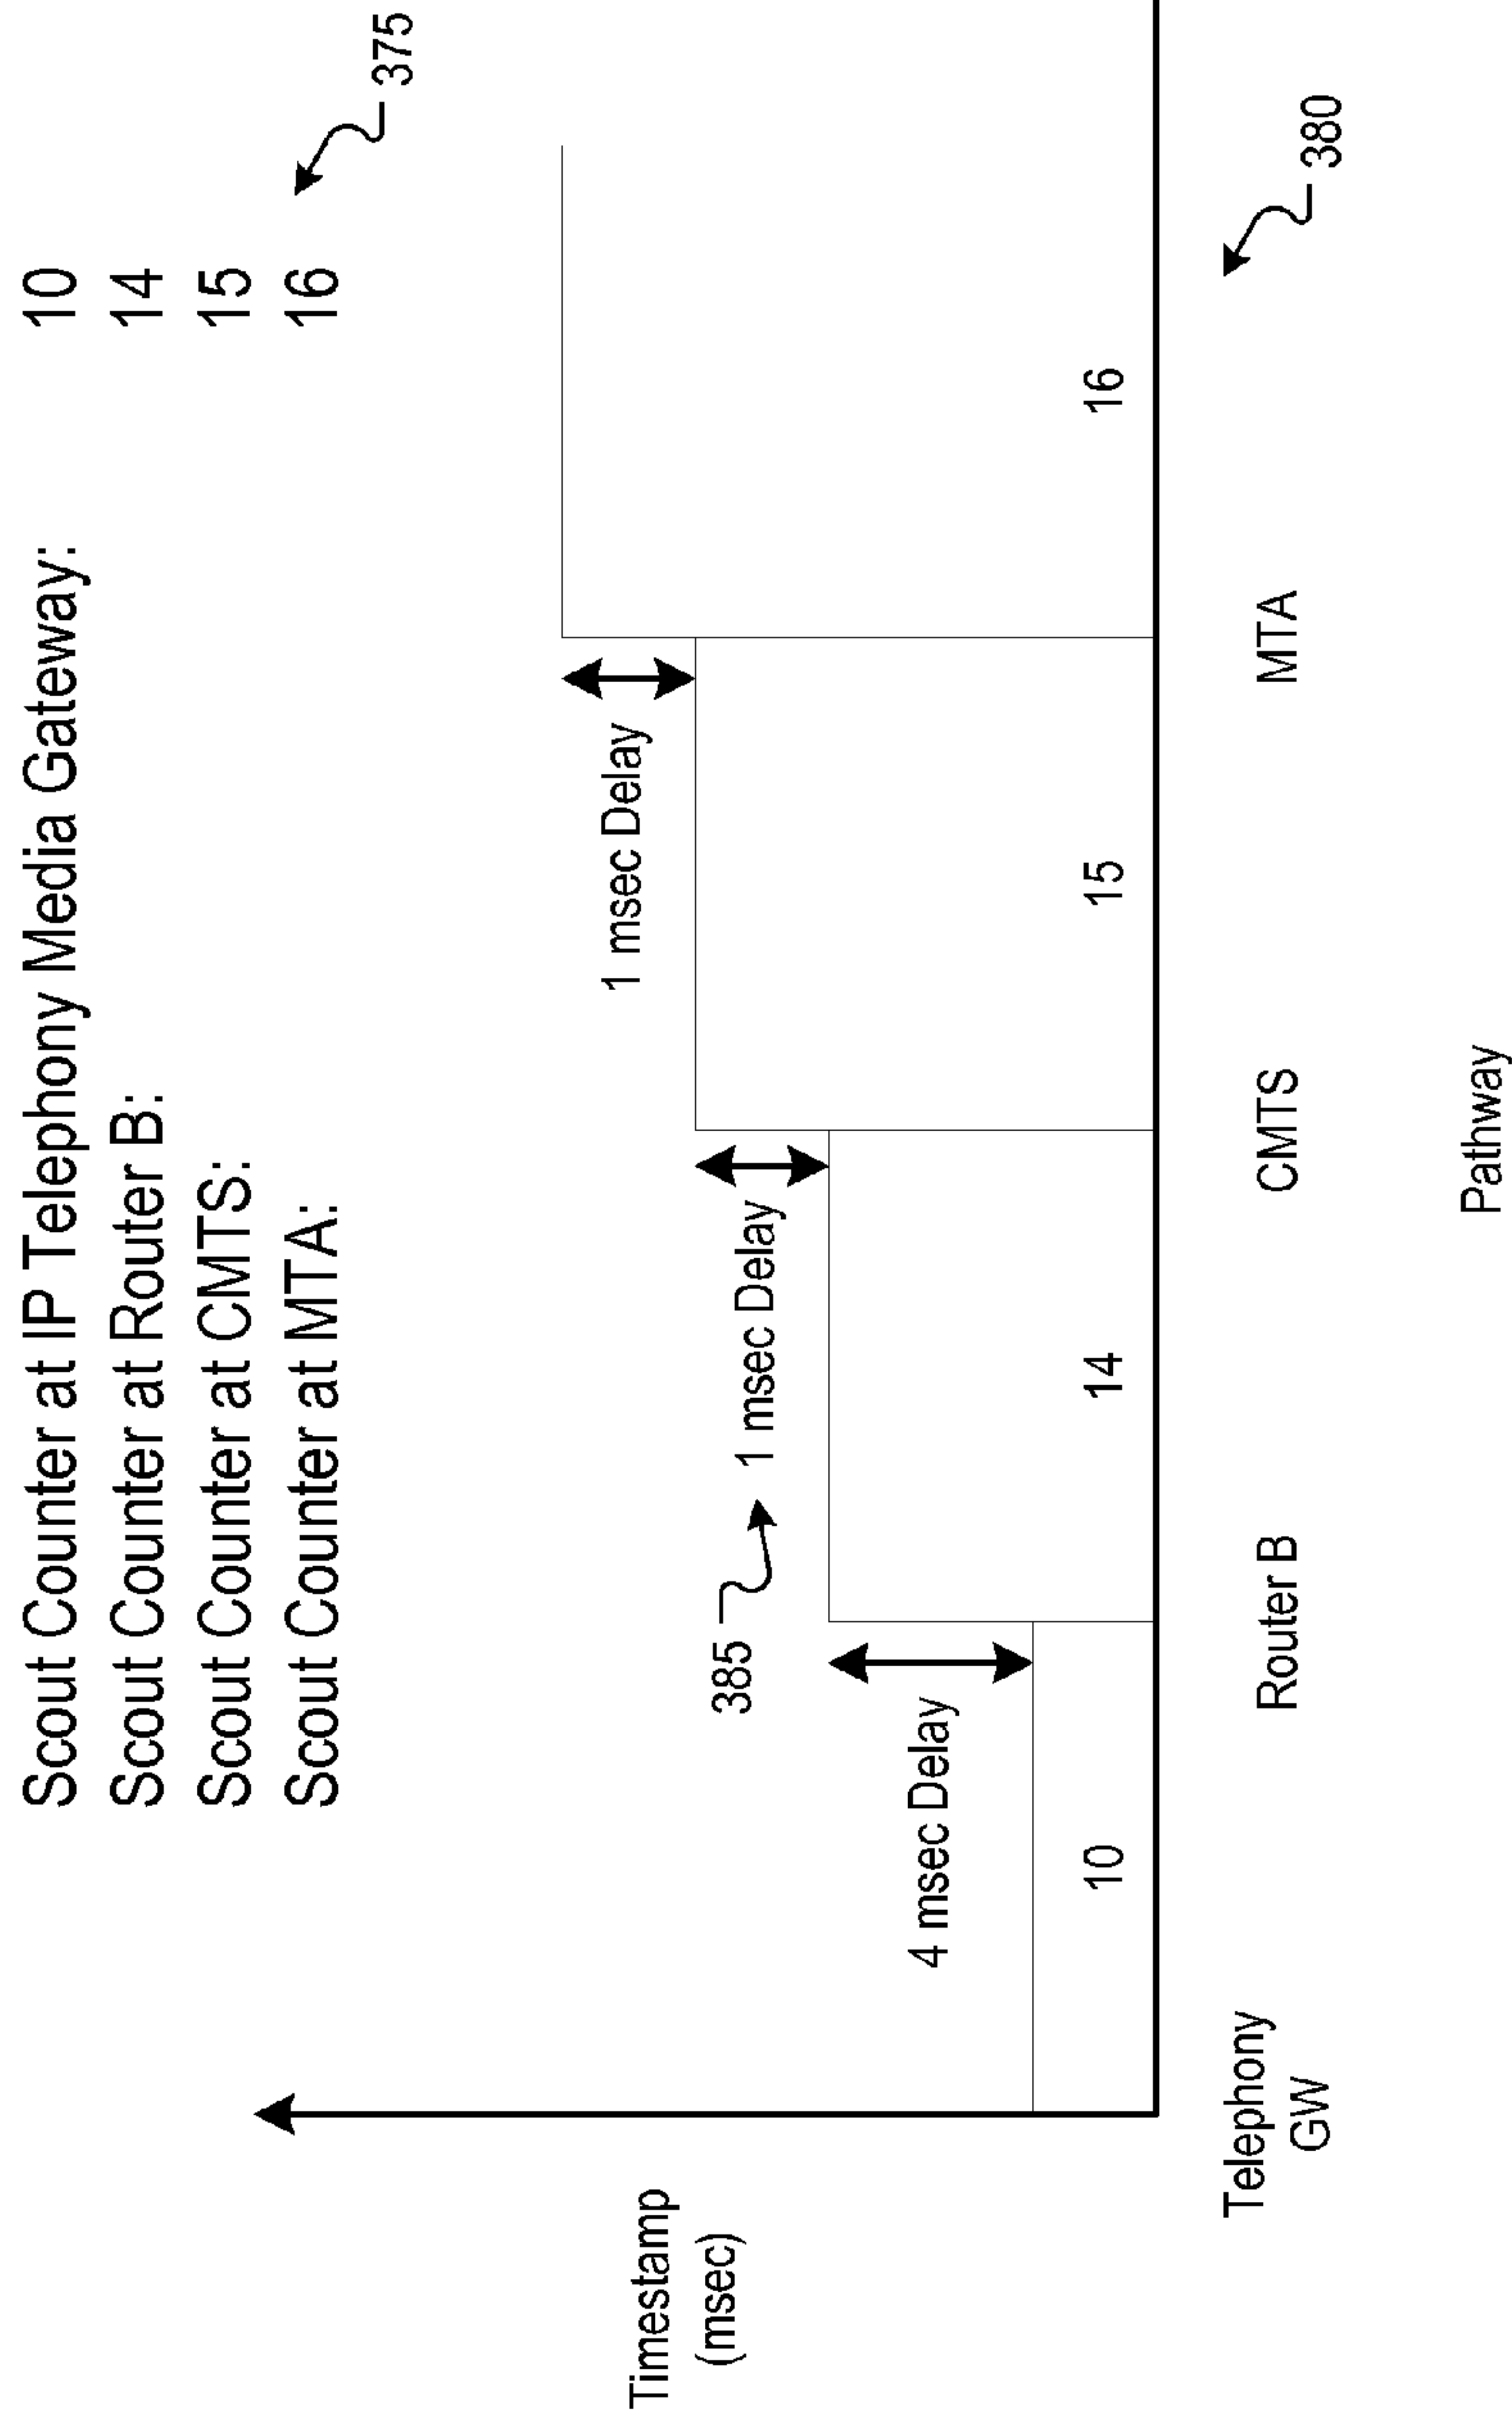 Scout Counter at IP Telephony Media Gateway: 10
Scout Counter at Router B: 14
Scout Counter at CMTS: 15
Scout Counter at MTA: 16
375
Timestamp
(msec)
1 msec Delay
385
1 msec Delay
4 msec Delay
10
14
15
16
Telephony
GW
Router B
CMTS
MTA
380
Pathway